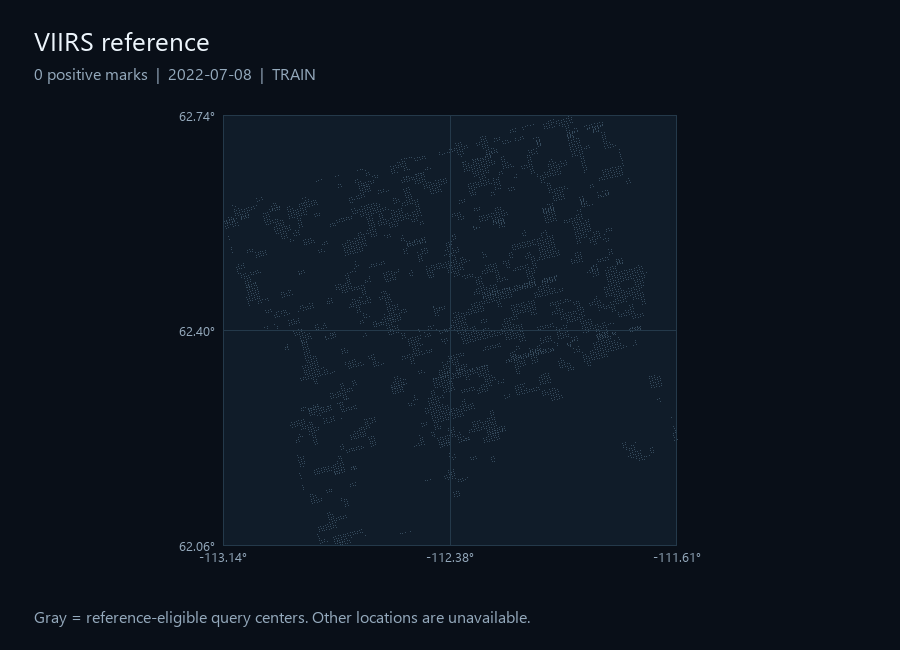 VIIRS reference
0 positive marks | 2022-07-08 | TRAIN
62.74°
62.40°
62.06°
-113.14°
-112.38°
-111.61°
Gray = reference-eligible query centers. Other locations are unavailable.